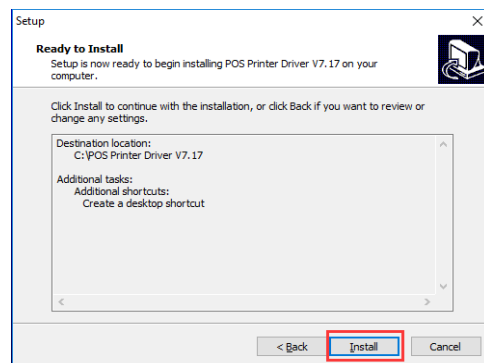 Setup
Ready to Install
Setup is now ready to begin installing POS Printer Driver V7.17 on your
computer.
Click Install to continue with the installation, or click Back if you want to review or
change any settings.
Destination location:
C:\POS Printer Driver V7.17
Additional tasks:
Additional shortcuts:
Create a desktop shortcut
< Back
Install
Cancel